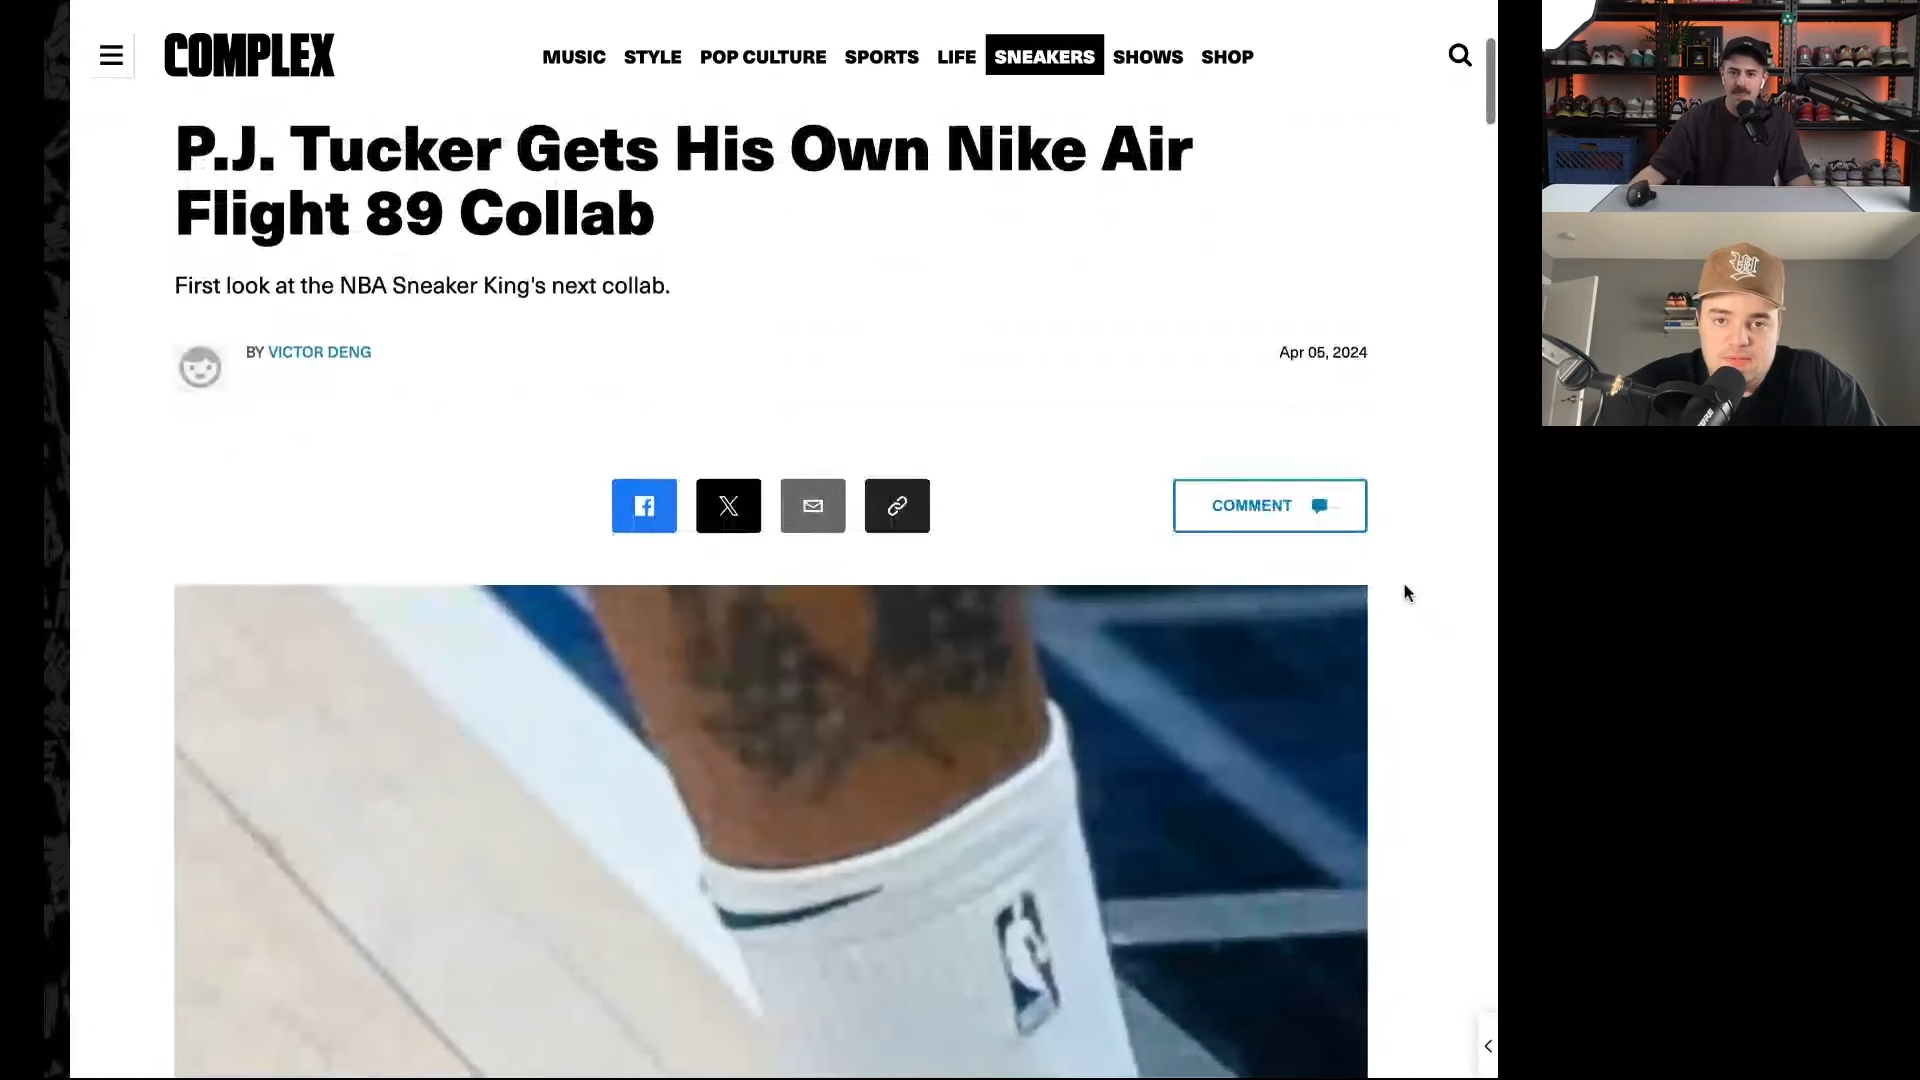 COMPLEX
MUSIC STYLE POP CULTURE SPORTS LIFE SNEAKERS SHOWS SHOP
P.J. Tucker Gets His Own Nike Air
Flight 89 Collab
First look at the NBA Sneaker King's next collab.
BY VICTOR DENG
Apr 05, 2024
COMMENT